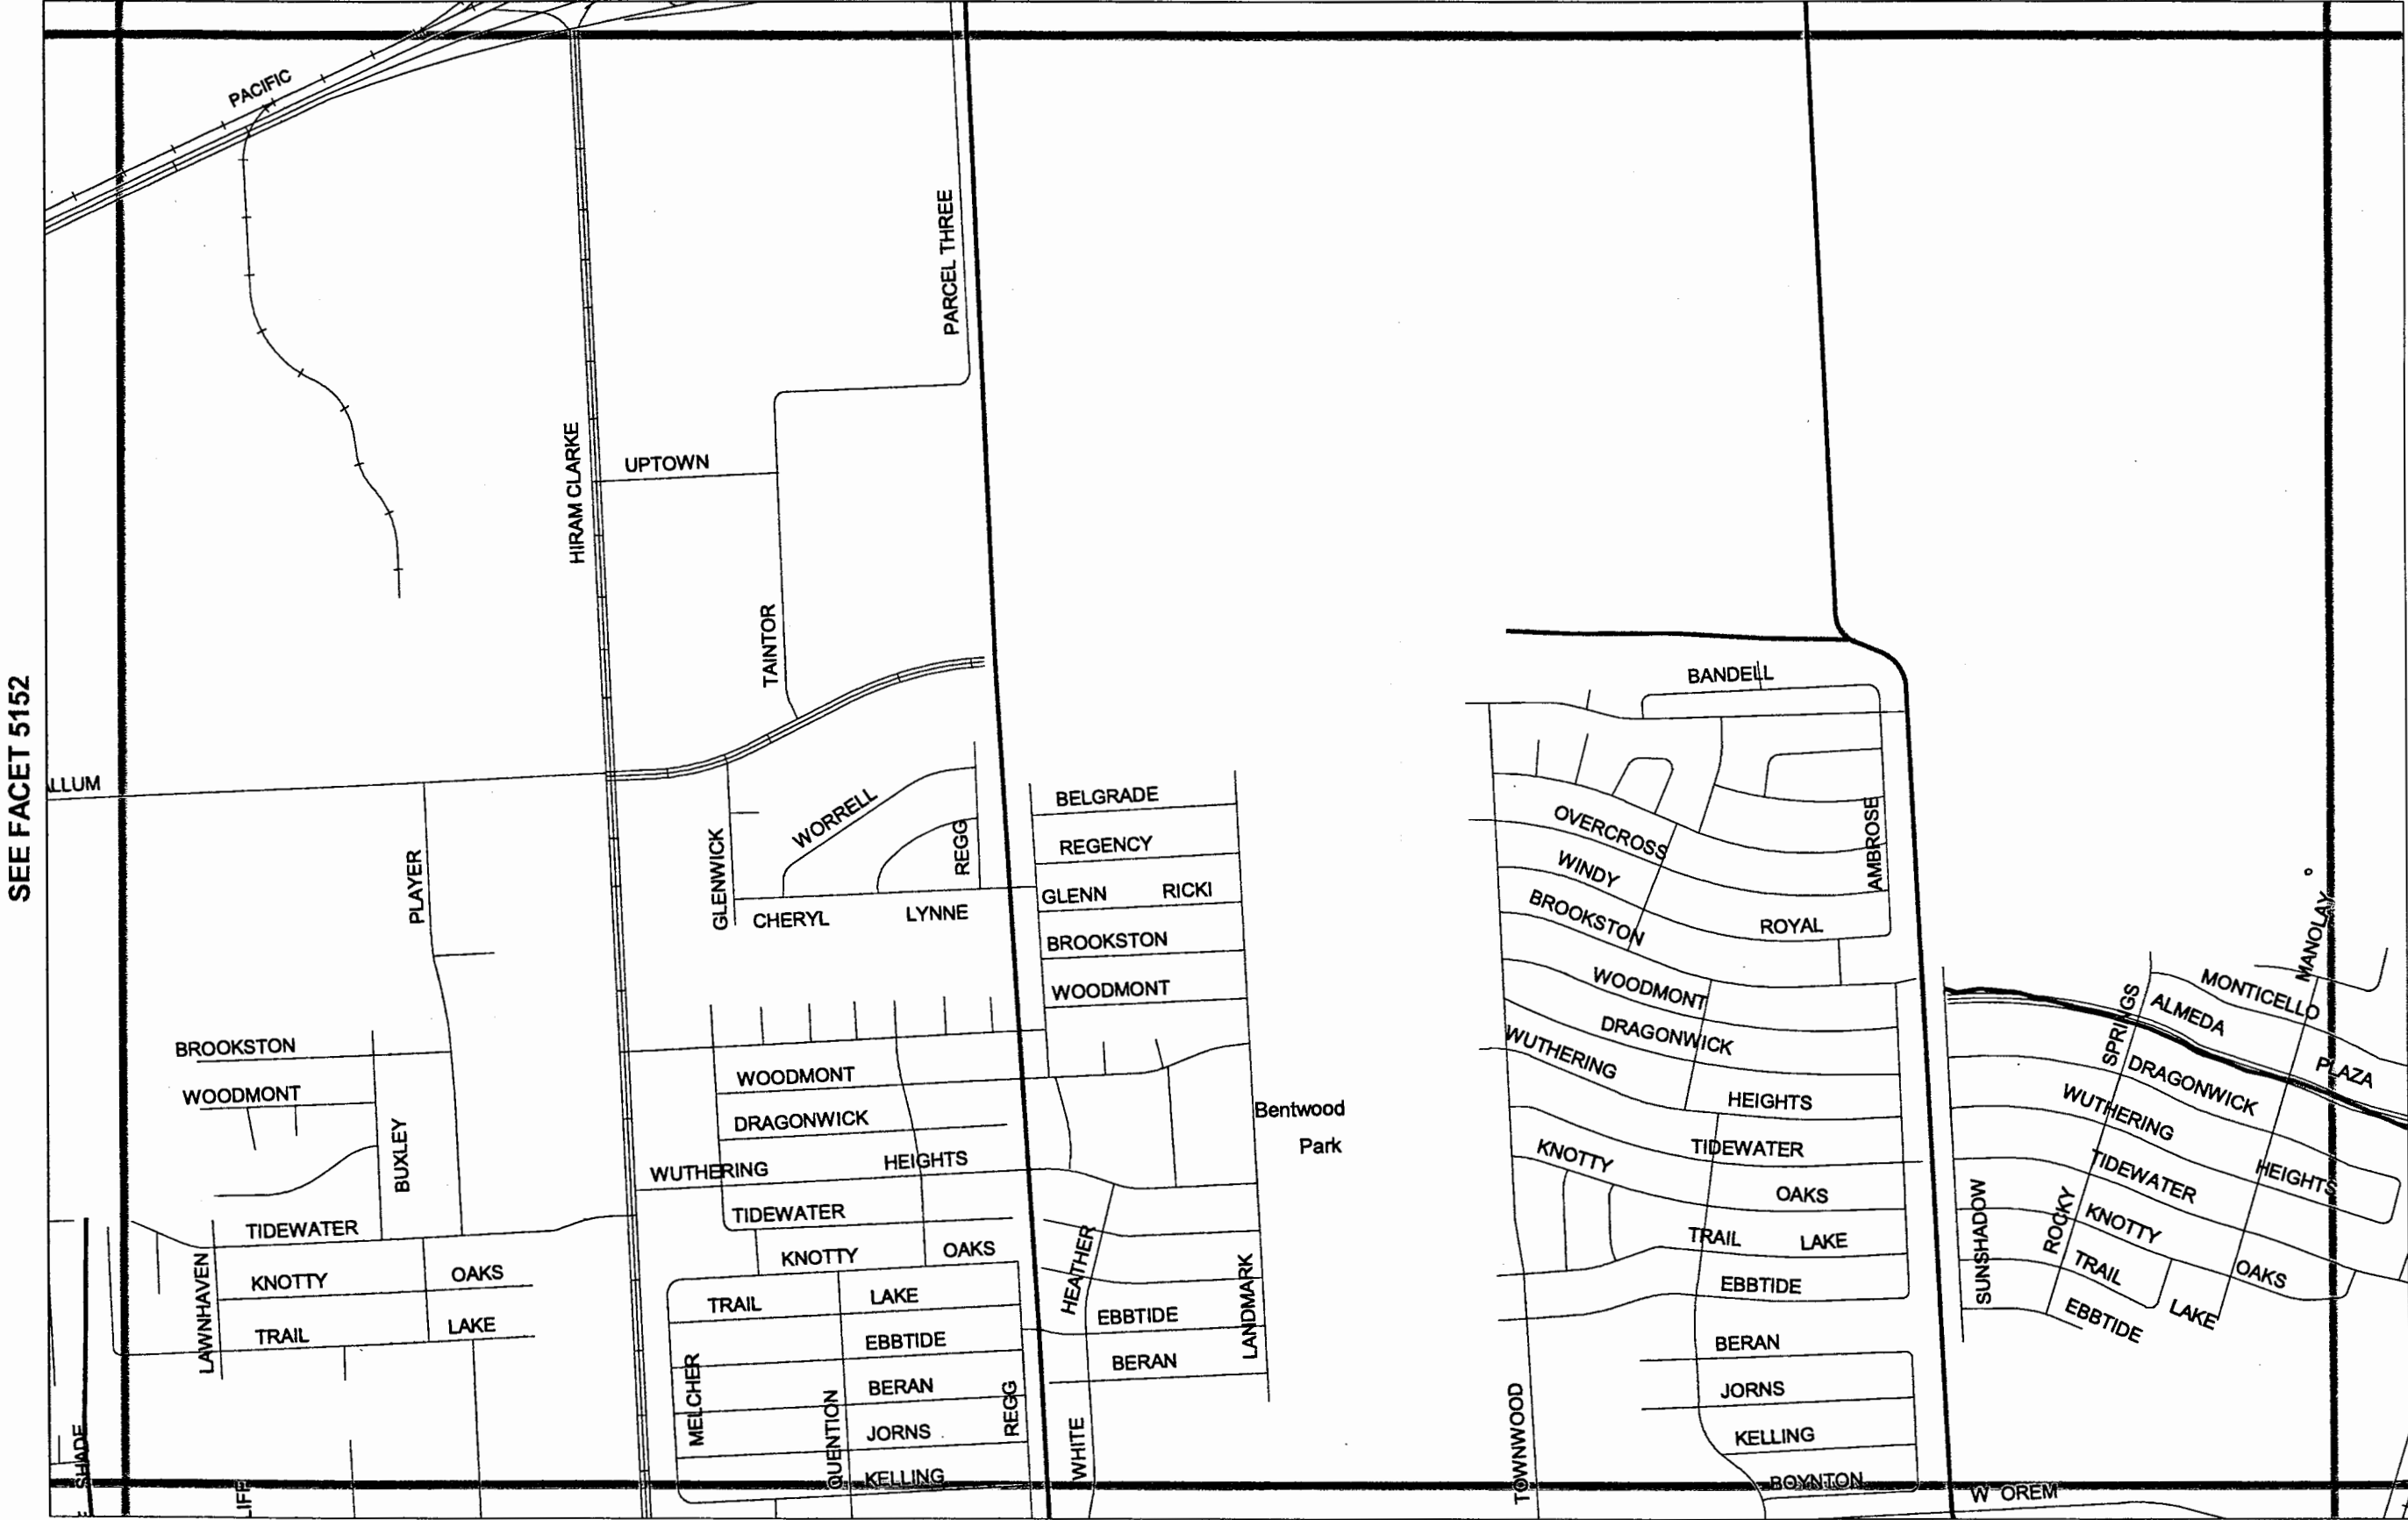 PACIFIC
PARCEL THREE
HIRAM CLARKE
UPTOWN
TAINTOR
SEE FACET 5152
BANDELL
LLUM
BELGRADE
WORRELL
OVERCROSS
REGENCY
REGG
GLENWICK
PLAYER
AMBROSE
WINDY
GLENN RICKI
CHERYL LYNNE
BROOKSTON
ROYAL
BROOKSTON
MANOLAY
WOODMONT
WOODMONT
MONTICELLO
ALMEDA
SPRINGS
DRAGONWICK
BROOKSTON
WUTHERING
WOODMONT
PLAZA
DRAGONWICK
WOODMONT
HEIGHTS
WUTHERING
Bentwood
Park
DRAGONWICK
BUXLEY
TIDEWATER
KNOTTY
WUTHERING HEIGHTS
TIDEWATER
HEIGHTS
OAKS
TIDEWATER
TIDEWATER
KNOTTY
SUNSHADOW
ROCKY
TRAIL LAKE
KNOTTY OAKS
HEATHER
KNOTTY OAKS
TRAIL
OAKS
EBBTIDE
TRAIL LAKE
LAWNHAVEN
LANDMARK
EBBTIDE
LAKE
EBBTIDE
TRAIL LAKE
EBBTIDE
BERAN
BERAN
MELCHER
BERAN
JORNS
REGG
QUENTION
JORNS
WHITE
KELLING
TOWNWOOD
SHADE
KELLING
BOYNTON
LIFF
W OREM